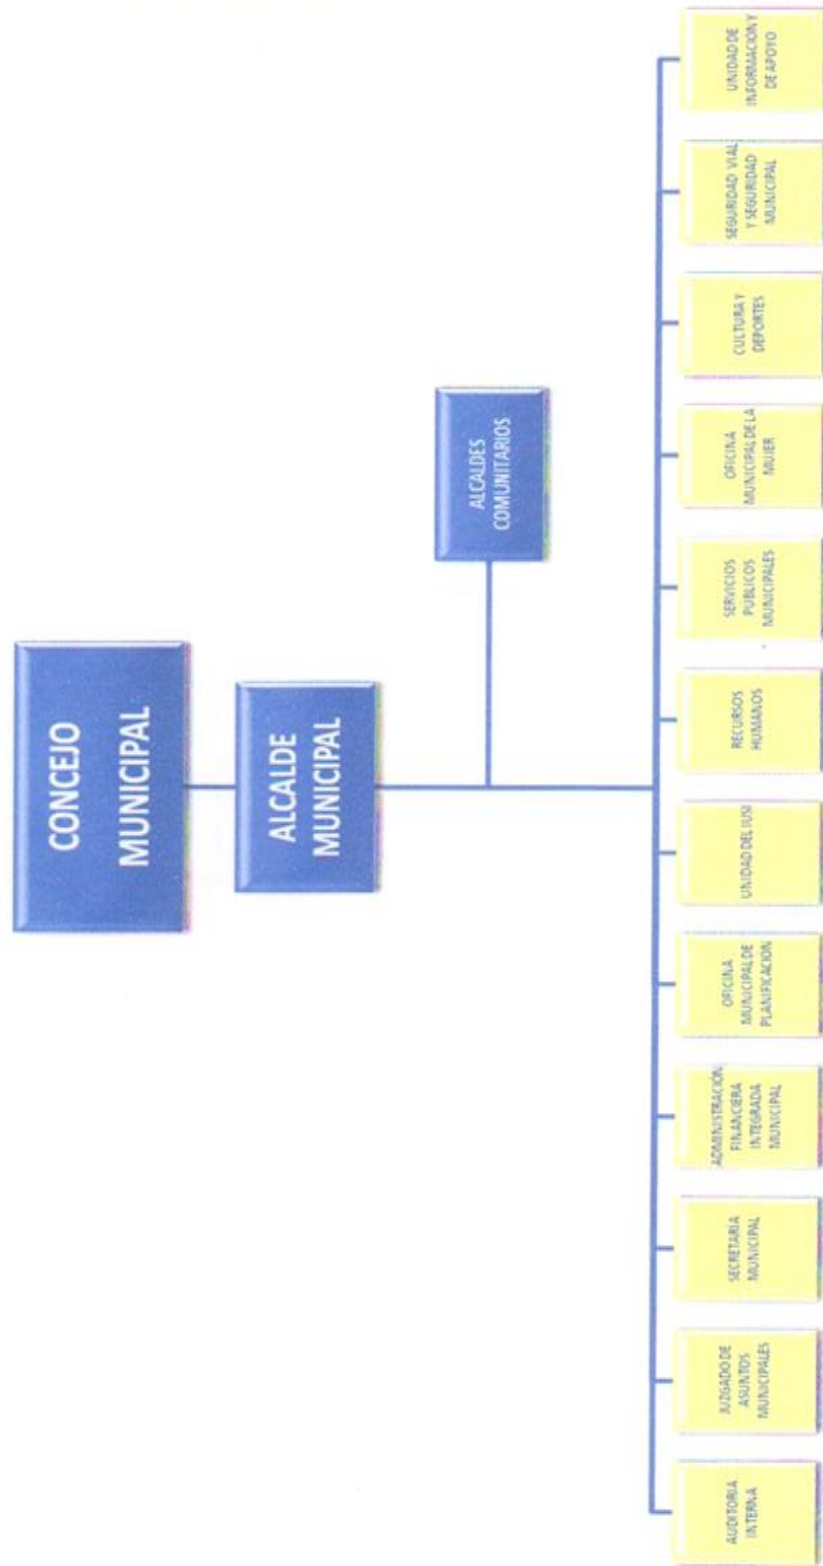 CONCEJO
MUNICIPAL
ALCALDE
MUNICIPAL
ALCALDES
COMUNITARIOS
AUDITORIA
INTERNA
JUZGADO DE
ASUNTOS
MUNICIPALES
SECRETARÍA
MUNICIPAL
ADMINISTRACIÓN
FINANCIERA
INTEGRADA
MUNICIPAL
OFICINA
MUNICIPAL DE
PLANIFICACION
UNIDAD DEL IUSI
RECURSOS
HUMANOS
SERVICIOS
PUBLICOS
MUNICIPALES
OFICINA
MUNICIPAL DE LA
MUJER
CULTURA Y
DEPORTES
SEGURIDAD VIAL
Y SEGURIDAD
MUNICIPAL
UNIDAD DE
INFORMACION Y
DE APOYO